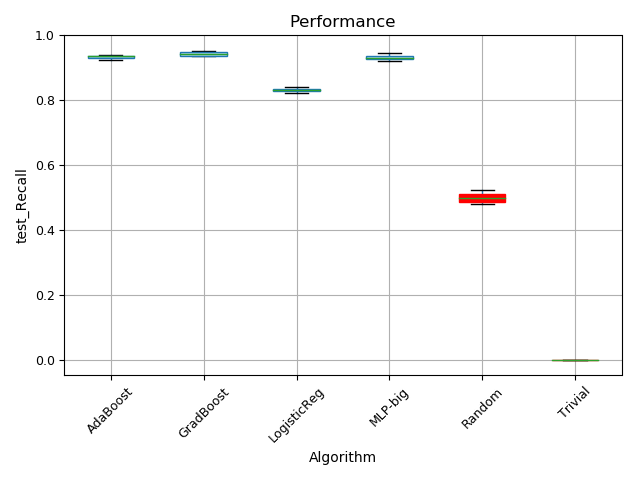 Performance
test_Recall
1.0
0.8
0.6
0.4
0.2
0.0
AdaBoost
GradBoost
LogisticReg
MLP-big
Random
Trivial
Algorithm